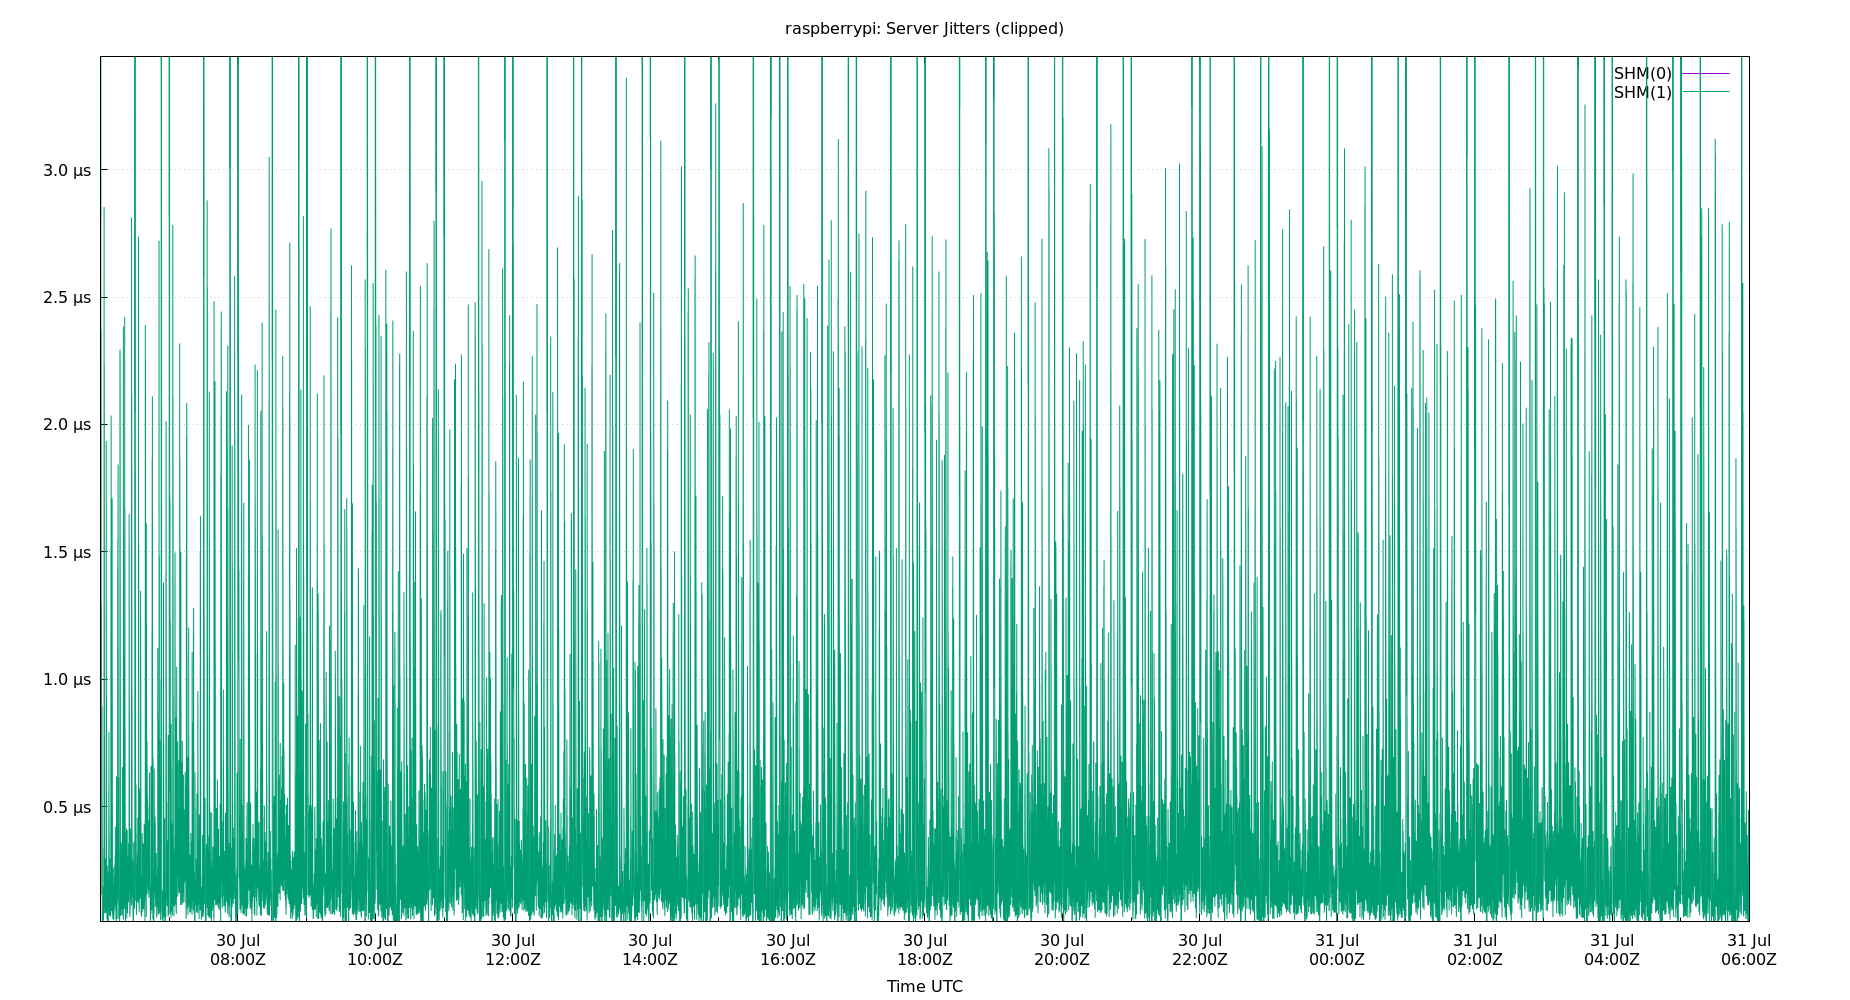 raspberrypi: Server Jitters (clipped)
SHM(0)
SHM(1)
3.0 µs
2.5 µs
2.0 µs
1.5 µs
1.0 µs
0.5 µs
30 Jul 30 Jul 30 Jul 30 Jul 30 Jul 30 Jul 30 Jul 30 Jul 31 Jul 31 Jul 31 Jul 31 Jul
08:00Z 10:00Z 12:00Z 14:00Z 16:00Z 18:00Z 20:00Z 22:00Z 00:00Z 02:00Z 04:00Z 06:00Z
Time UTC